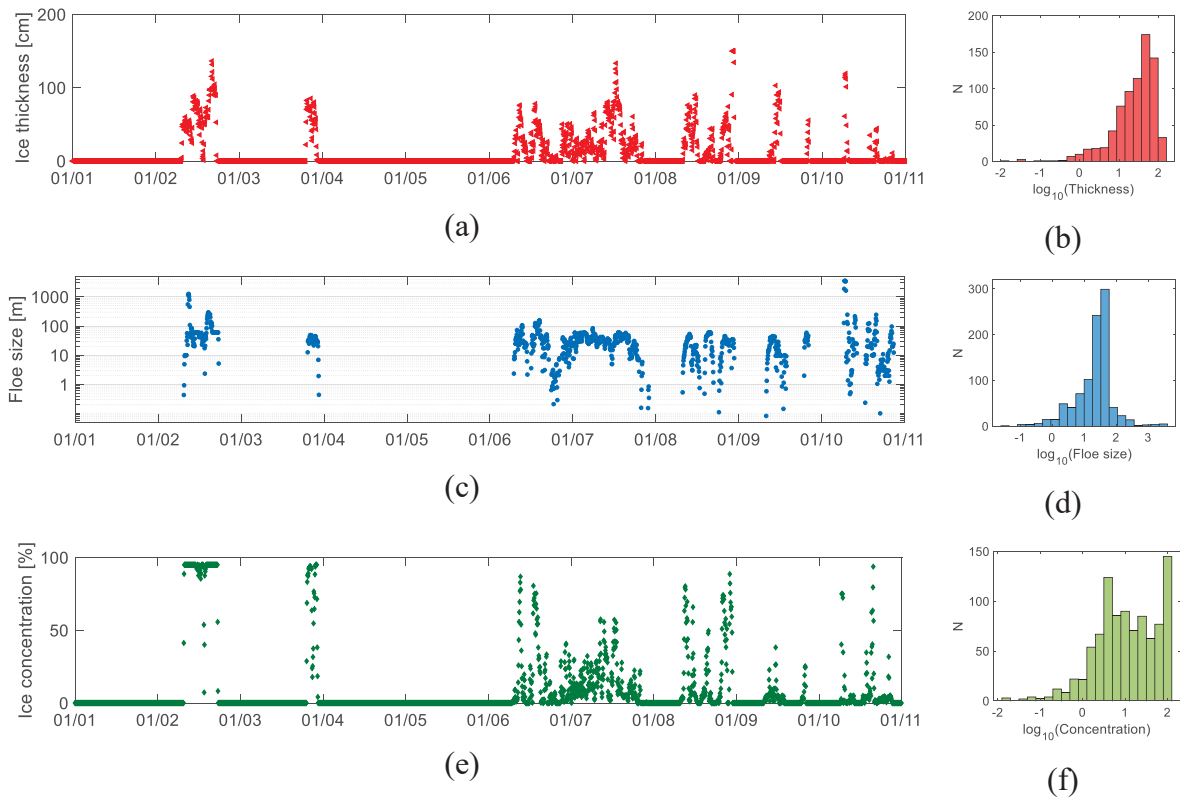 Ice thickness [cm]
200
100
0
01/01 01/02 01/03 01/04 01/05 01/06 01/07 01/08 01/09 01/10 01/11
(a)
N
200
150
100
50
0
-2 -1 0 1 2
log10(Thickness)
(b)
Floe size [m]
1000
100
10
1
01/01 01/02 01/03 01/04 01/05 01/06 01/07 01/08 01/09 01/10 01/11
(c)
N
300
200
100
0
-1 0 1 2 3
log10(Floe size)
(d)
Ice concentration [%]
100
50
0
01/01 01/02 01/03 01/04 01/05 01/06 01/07 01/08 01/09 01/10 01/11
(e)
N
150
100
50
0
-2 -1 0 1 2
log10(Concentration)
(f)